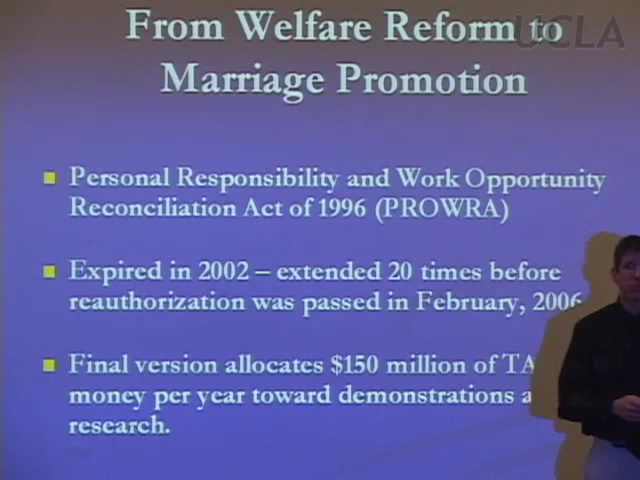 UCLA
From Welfare Reform to
Marriage Promotion
Personal Responsibility and Work Opportunity
Reconciliation Act of 1996 (PROWRA)
Expired in 2002 – extended 20 times before
reauthorization was passed in February, 2006
Final version allocates $150 million of
money per year toward demonstrations
research.